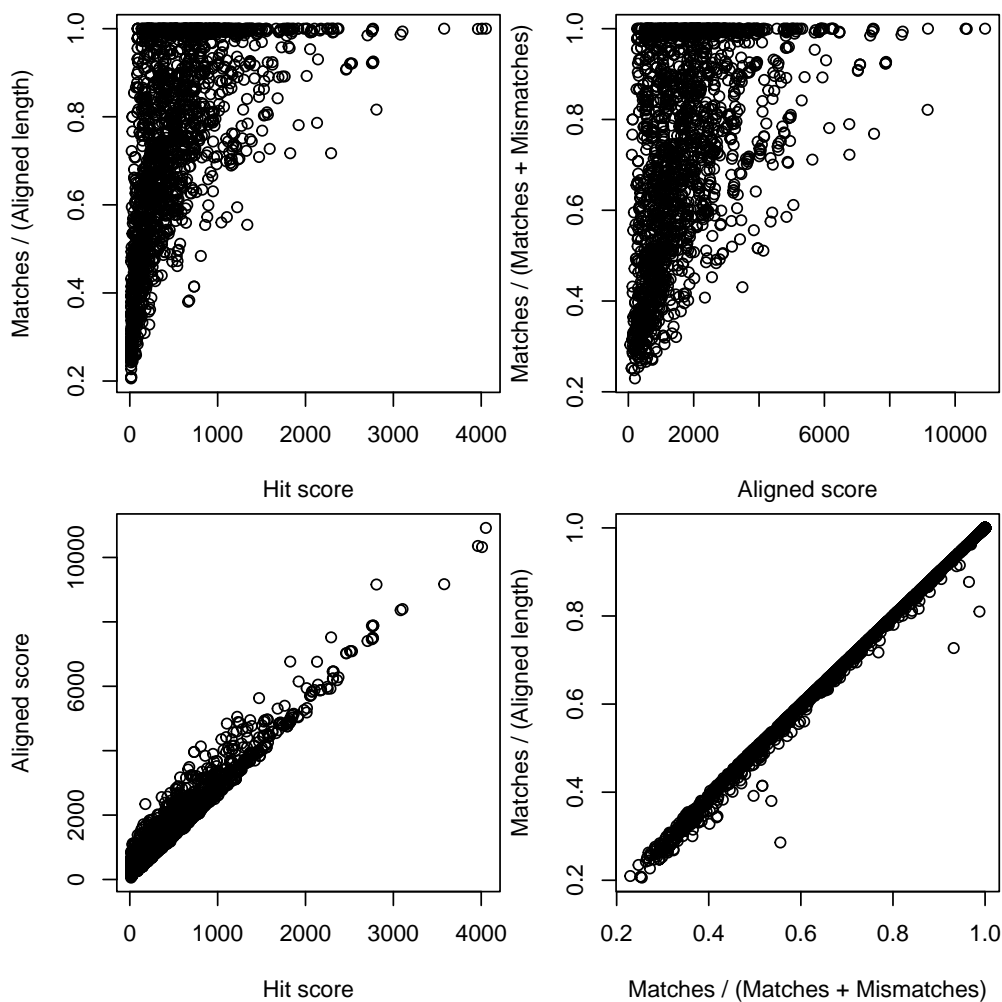 Matches / (Aligned length)
1.0
0.8
0.6
0.4
0.2
0 1000 2000 3000 4000
Hit score
Matches / (Matches + Mismatches)
1.0
0.8
0.6
0.4
0.2
0 2000 6000 10000
Aligned score
Aligned score
10000
6000
2000
0
0 1000 2000 3000 4000
Hit score
Matches / (Aligned length)
1.0
0.8
0.6
0.4
0.2
0.2 0.4 0.6 0.8 1.0
Matches / (Matches + Mismatches)